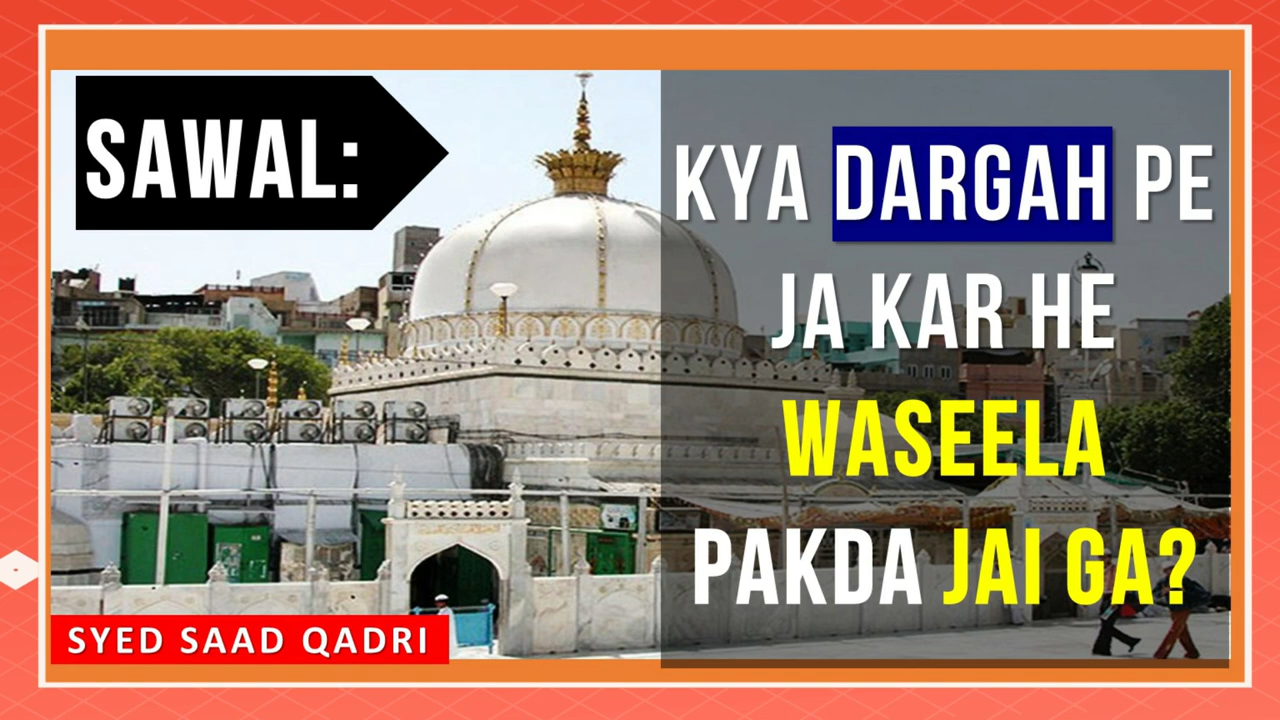 SAWAL:
KYA DARGAH PE
JA KAR HE
WASEELA
PAKDA JAI GA?
SYED SAAD QADRI